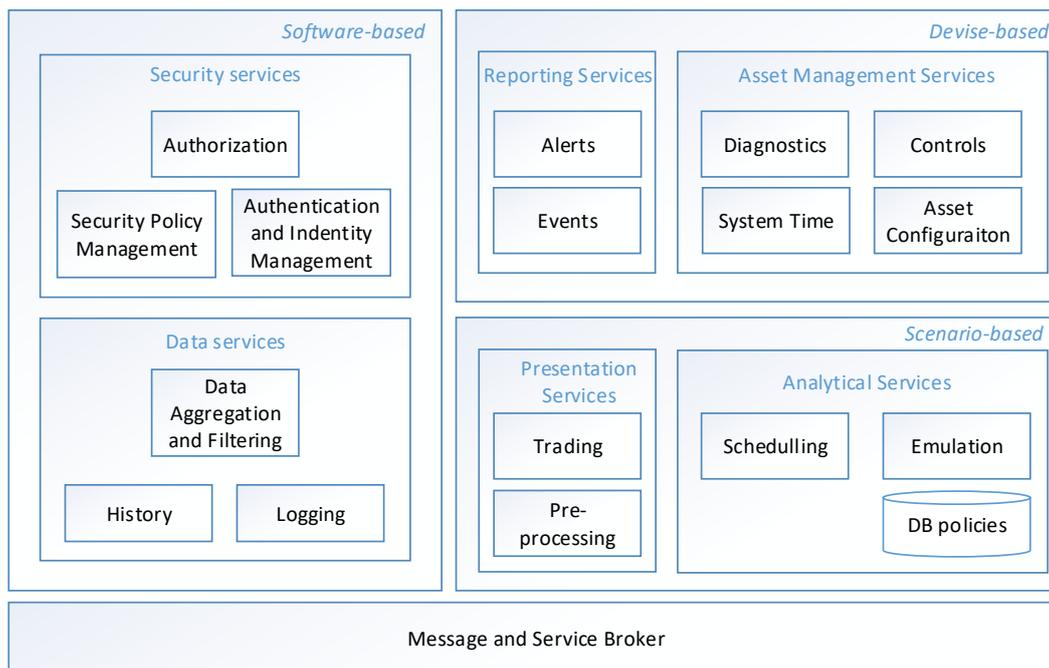 Software-based
Security services
Authorization
Security Policy
Management
Authentication
and Indentity
Management
Data services
Data
Aggregation
and Filtering
History
Logging
Devise-based
Reporting Services
Alerts
Events
Asset Management Services
Diagnostics
Controls
System Time
Asset
Configuraiton
Scenario-based
Presentation
Services
Trading
Pre-
processing
Analytical Services
Schedulling
Emulation
DB policies
Message and Service Broker